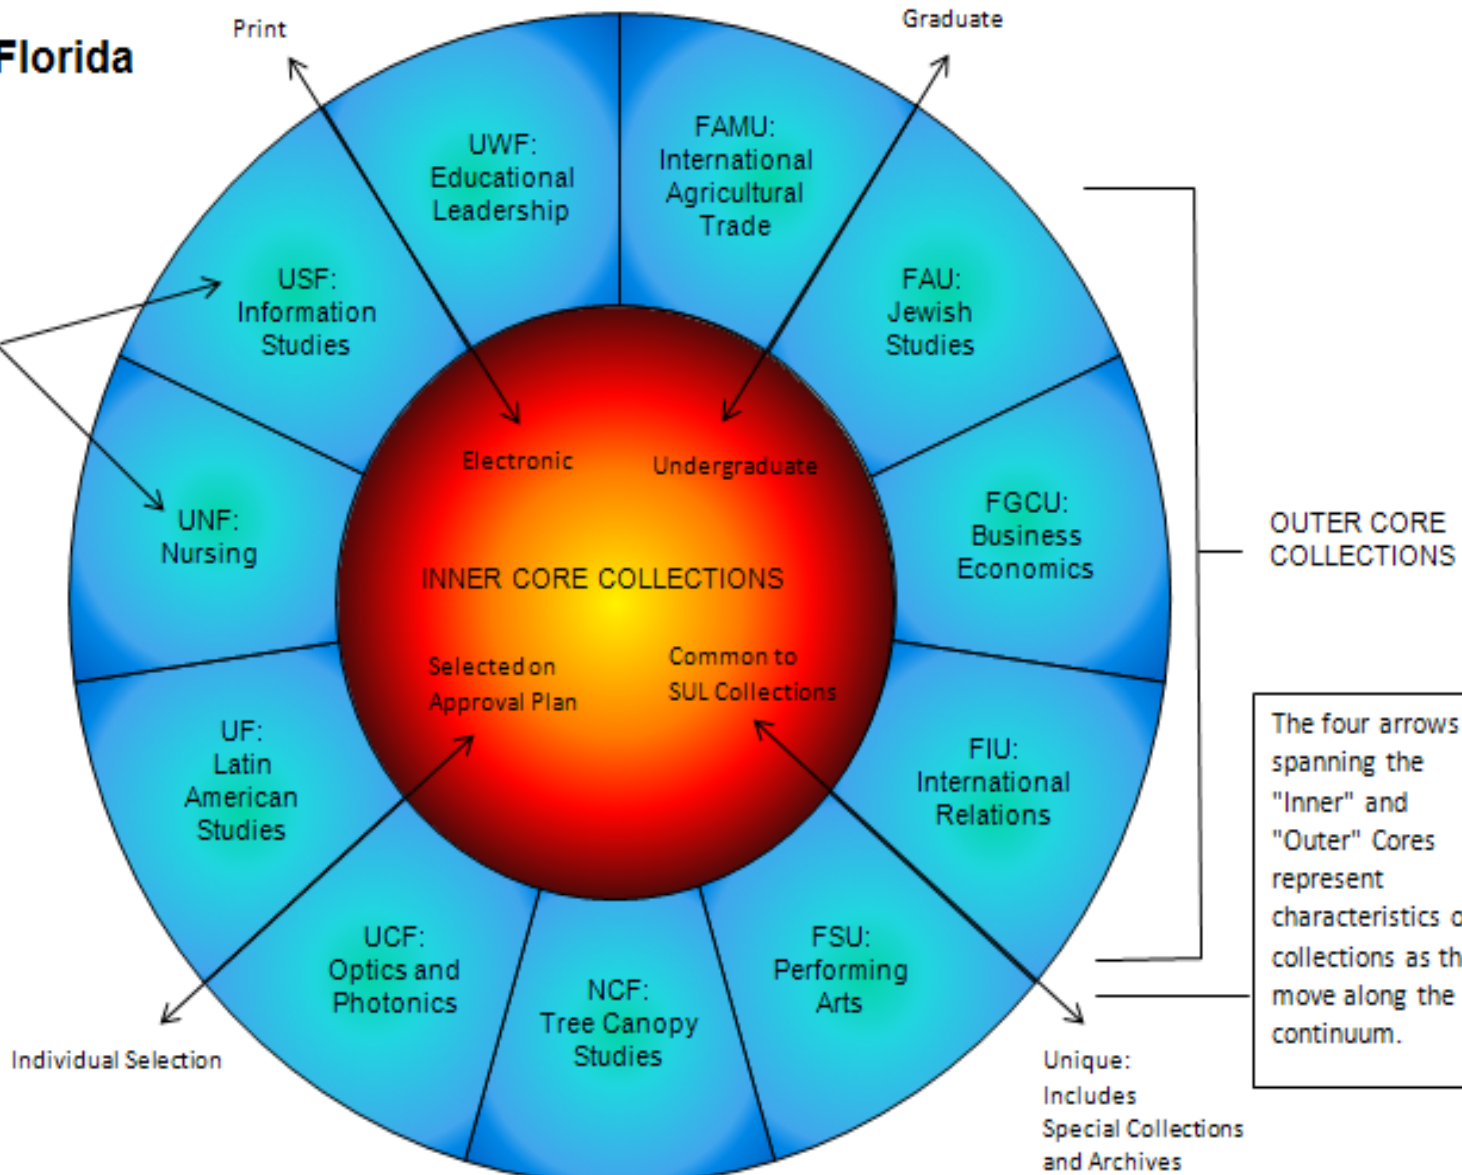 Florida
Print
Graduate
UWF:
Educational
Leadership
FAMU:
International
Agricultural
Trade
USF:
Information
Studies
FAU:
Jewish
Studies
UNF:
Nursing
FGCU:
Business
Economics
Electronic
Undergraduate
INNER CORE COLLECTIONS
Selected on
Approval Plan
Common to
SUL Collections
OUTER CORE
COLLECTIONS
UF:
Latin
American
Studies
FIU:
International
Relations
UCF:
Optics and
Photonics
NCF:
Tree Canopy
Studies
FSU:
Performing
Arts
Individual Selection
Unique:
Includes
Special Collections
and Archives
The four arrows
spanning the
"Inner" and
"Outer" Cores
represent
characteristics
collections as
move along the
continuum.